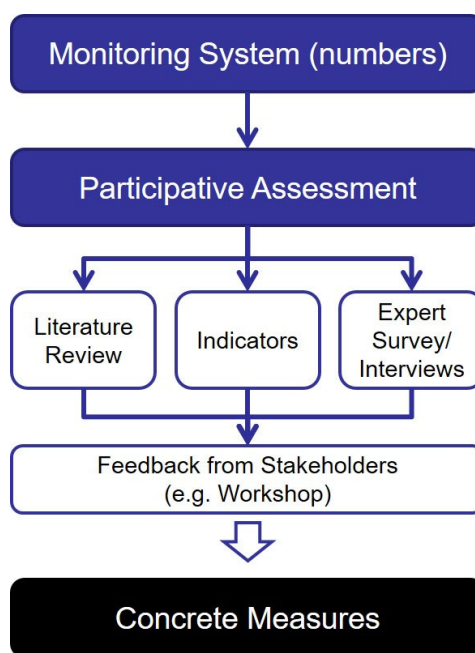 Monitoring System (numbers)
Participative Assessment
Literature
Review
Indicators
Expert
Survey/
Interviews
Feedback from Stakeholders
(e.g. Workshop)
Concrete Measures